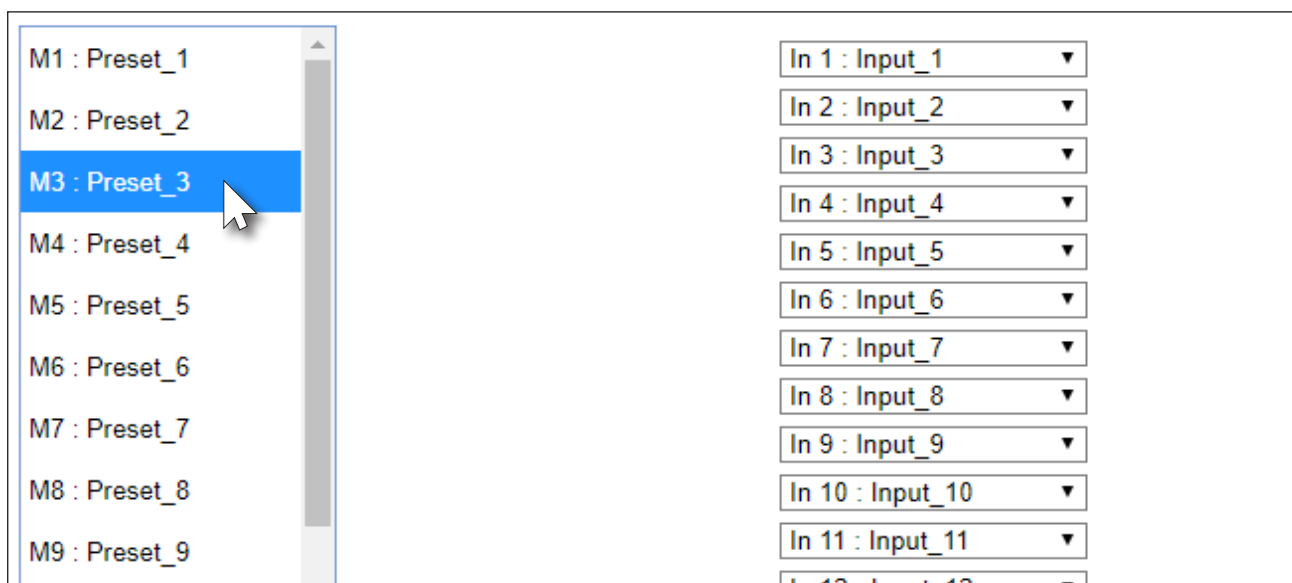 M1 : Preset_1
M2 : Preset_2
M3 : Preset_3
M4 : Preset_4
M5 : Preset_5
M6 : Preset_6
M7 : Preset_7
M8 : Preset_8
M9 : Preset_9
In 1 : Input_1
In 2 : Input_2
In 3 : Input_3
In 4 : Input_4
In 5 : Input_5
In 6 : Input_6
In 7 : Input_7
In 8 : Input_8
In 9 : Input_9
In 10 : Input_10
In 11 : Input_11